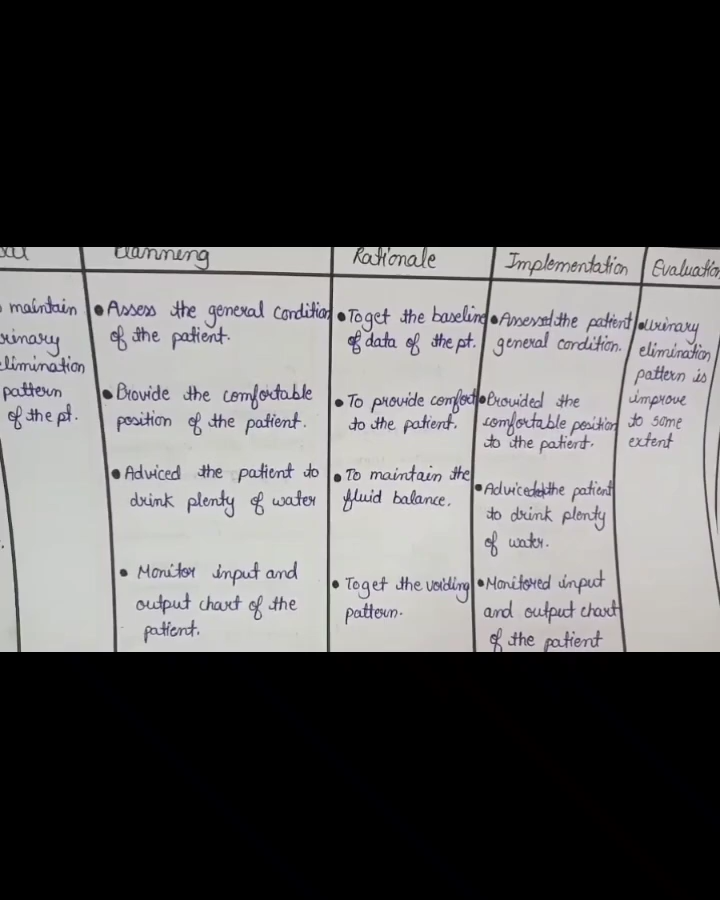 Planning
Rationale
Implementation
Evaluation
maintain
urinary
elimination
pattern
of the pt.
• Assess the general condition
of the patient.
• Provide the comfortable
position of the patient.
• Adviced the patient to
drink plenty of water
• Monitor input and
output chart of the
patient.
• To get the baseline
of data of the pt.
• To provide comfort
to the patient.
• To maintain the
fluid balance.
• To get the voiding
pattern.
• Assessed the patient
general condition.
• Provided the
comfortable position
to the patient.
• Adviced the patient
to drink plenty
of water.
• Monitored input
and output chart
of the patient
• urinary
elimination
pattern is
improve
to some
extent